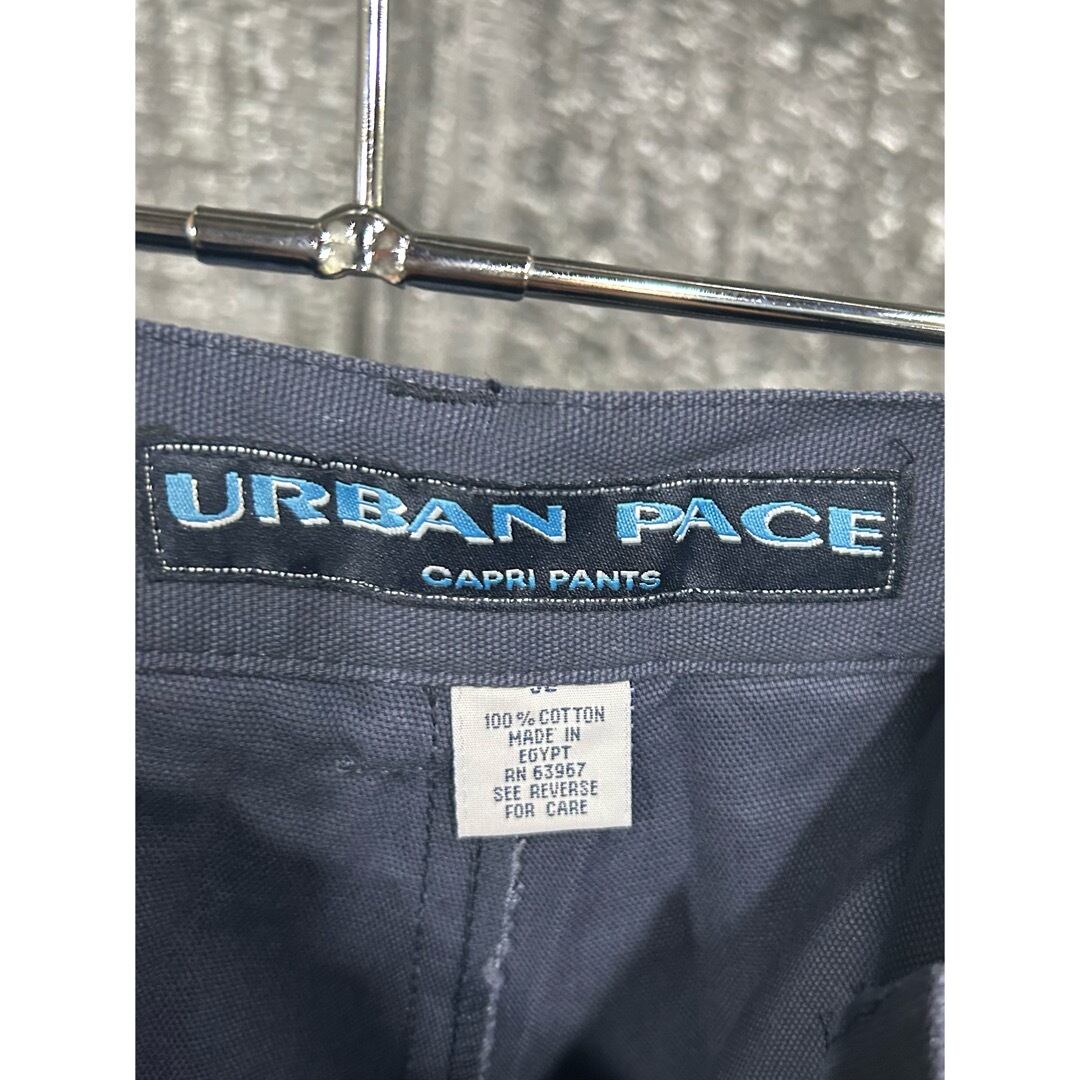 URBAN PACE
CAPRI PANTS
100% COTTON
MADE IN
EGYPT
RN 63967
SEE REVERSE
FOR CARE